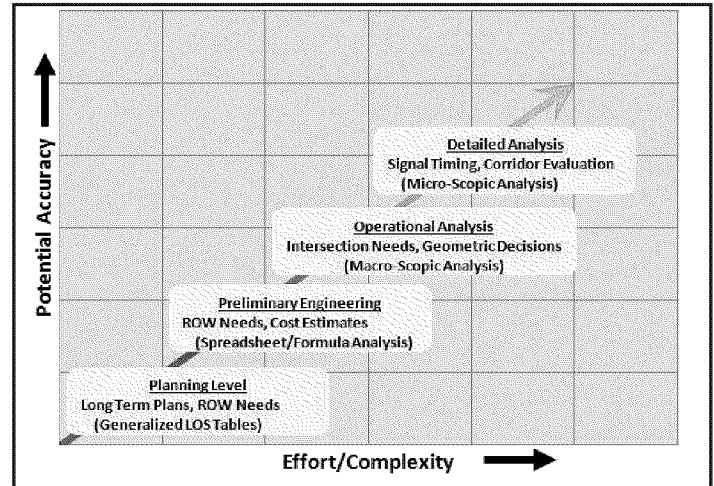 Potential Accuracy
Detailed Analysis
Signal Timing, Corridor Evaluation
(Micro-Scopic Analysis)
Operational Analysis
Intersection Needs, Geometric Decisions
(Macro-Scopic Analysis)
Preliminary Engineering
ROW Needs, Cost Estimates
(Spreadsheet/Formula Analysis)
Planning Level
Long Term Plans, ROW Needs
(Generalized LOS Tables)
Effort/Complexity